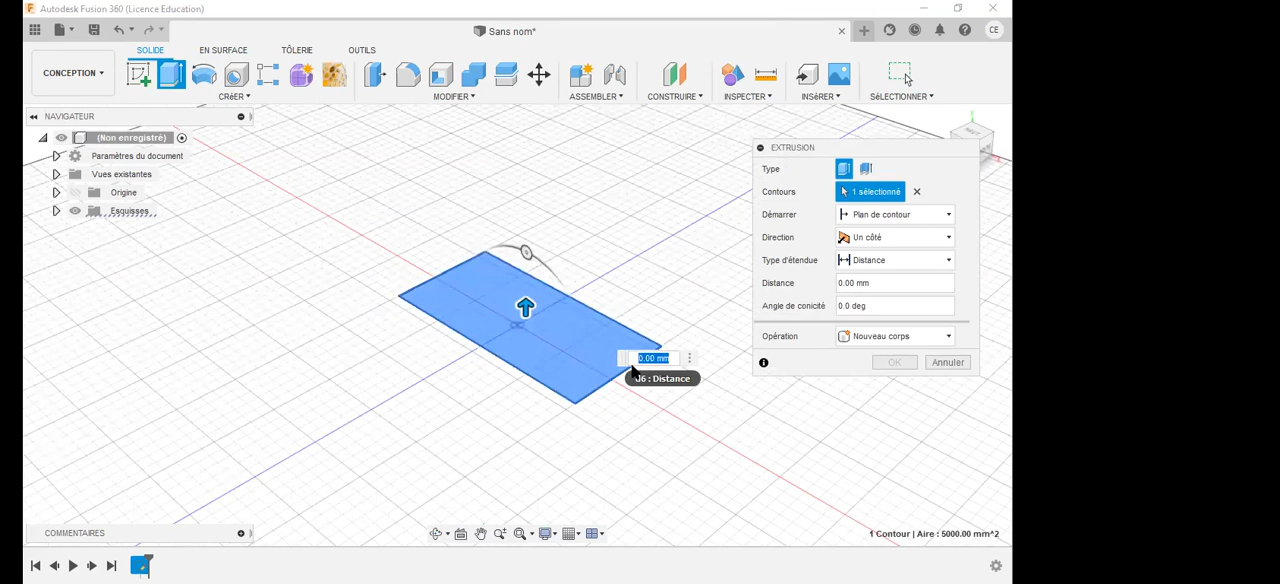 Autodesk Fusion 360 (Licence Education)
Sans nom*
CE
CONCEPTION
SOLIDE
EN SURFACE
TÔLERIE
OUTILS
CRÉER
MODIFIER
ASSEMBLER
CONSTRUIRE
INSPECTER
INSÉRER
SÉLECTIONNER
NAVIGATEUR
(Non enregistré)
Paramètres du document
Vues existantes
Origine
Esquisses
EXTRUSION
Type
Contours
1 sélectionné
Démarrer
Plan de contour
Direction
Un côté
Type d'étendue
Distance
Distance
0.00 mm
Angle de conicité
0.0 deg
Opération
Nouveau corps
OK
Annuler
0.00 mm
d6 : Distance
COMMENTAIRES
1 Contour | Aire : 5000.00 mm^2